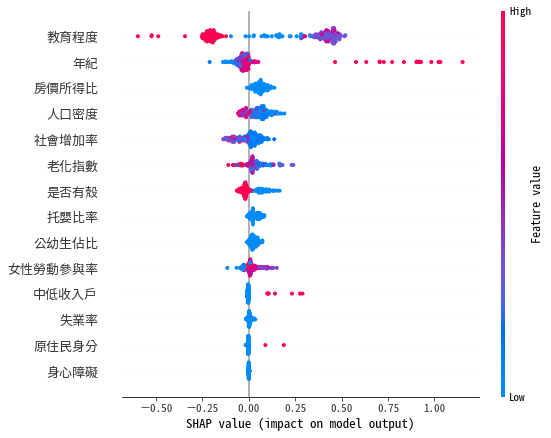 High
教育程度
年紀
房價所得比
人口密度
社會增加率
老化指數
是否有殼
托嬰比率
公幼生佔比
女性勞動參與率
中低收入戶
失業率
原住民身分
身心障礙
Feature value
Low
−0.50 −0.25 0.00 0.25 0.50 0.75 1.00
SHAP value (impact on model output)